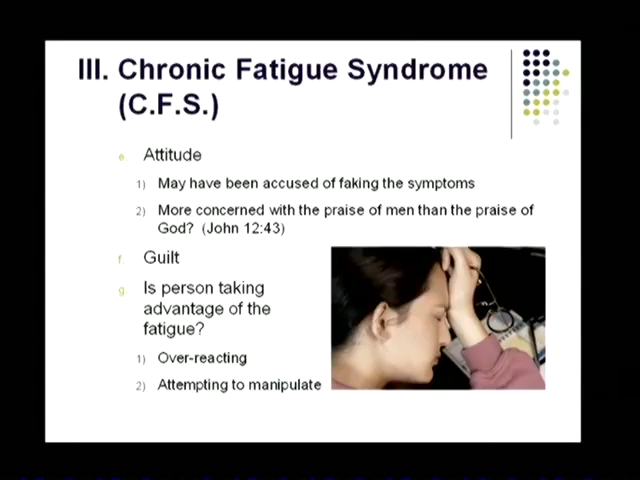 III. Chronic Fatigue Syndrome
(C.F.S.)
e. Attitude
1) May have been accused of faking the symptoms
2) More concerned with the praise of men than the praise of
God? (John 12:43)
f. Guilt
g. Is person taking
advantage of the
fatigue?
1) Over-reacting
2) Attempting to manipulate